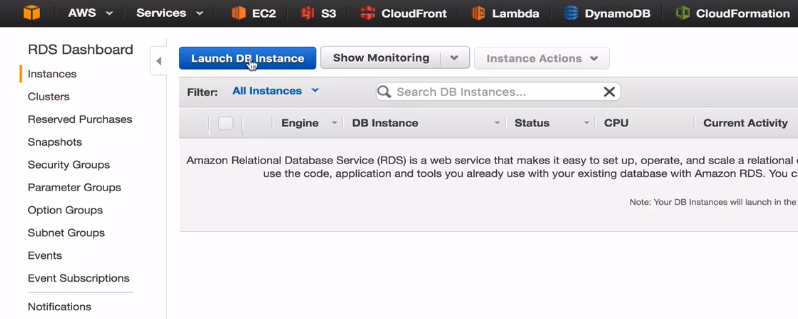 AWS Services EC2 S3 CloudFront Lambda DynamoDB CloudFormation
RDS Dashboard
Instances
Clusters
Reserved Purchases
Snapshots
Security Groups
Parameter Groups
Option Groups
Subnet Groups
Events
Event Subscriptions
Notifications
Launch DB Instance Show Monitoring Instance Actions
Filter: All Instances Search DB Instances...
Engine DB Instance Status CPU Current Activity
Amazon Relational Database Service (RDS) is a web service that makes it easy to set up, operate, and scale a relational
use the code, application and tools you already use with your existing database with Amazon RDS. You ca
Note: Your DB Instances will launch in the